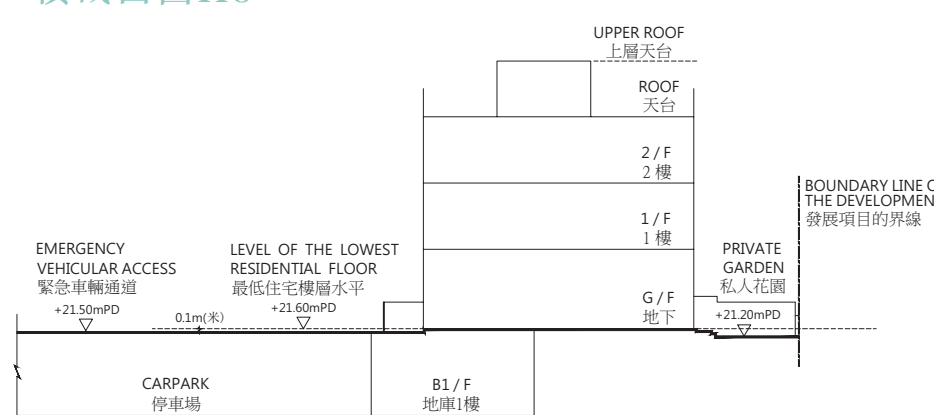 UPPER ROOF
上層天台
ROOF
天台
2 / F
2 樓
1 / F
1 樓
G / F
地下
BOUNDARY LINE
THE DEVELOPMEN
發展項目的界線
PRIVATE
GARDEN
私人花園
+21.20mPD
EMERGENCY
VEHICULAR ACCESS
緊急車輛通道
+21.50mPD
0.1m(米)
LEVEL OF THE LOWEST
RESIDENTIAL FLOOR
最低住宅樓層水平
+21.60mPD
CARPARK
停車場
B1 / F
地庫1樓